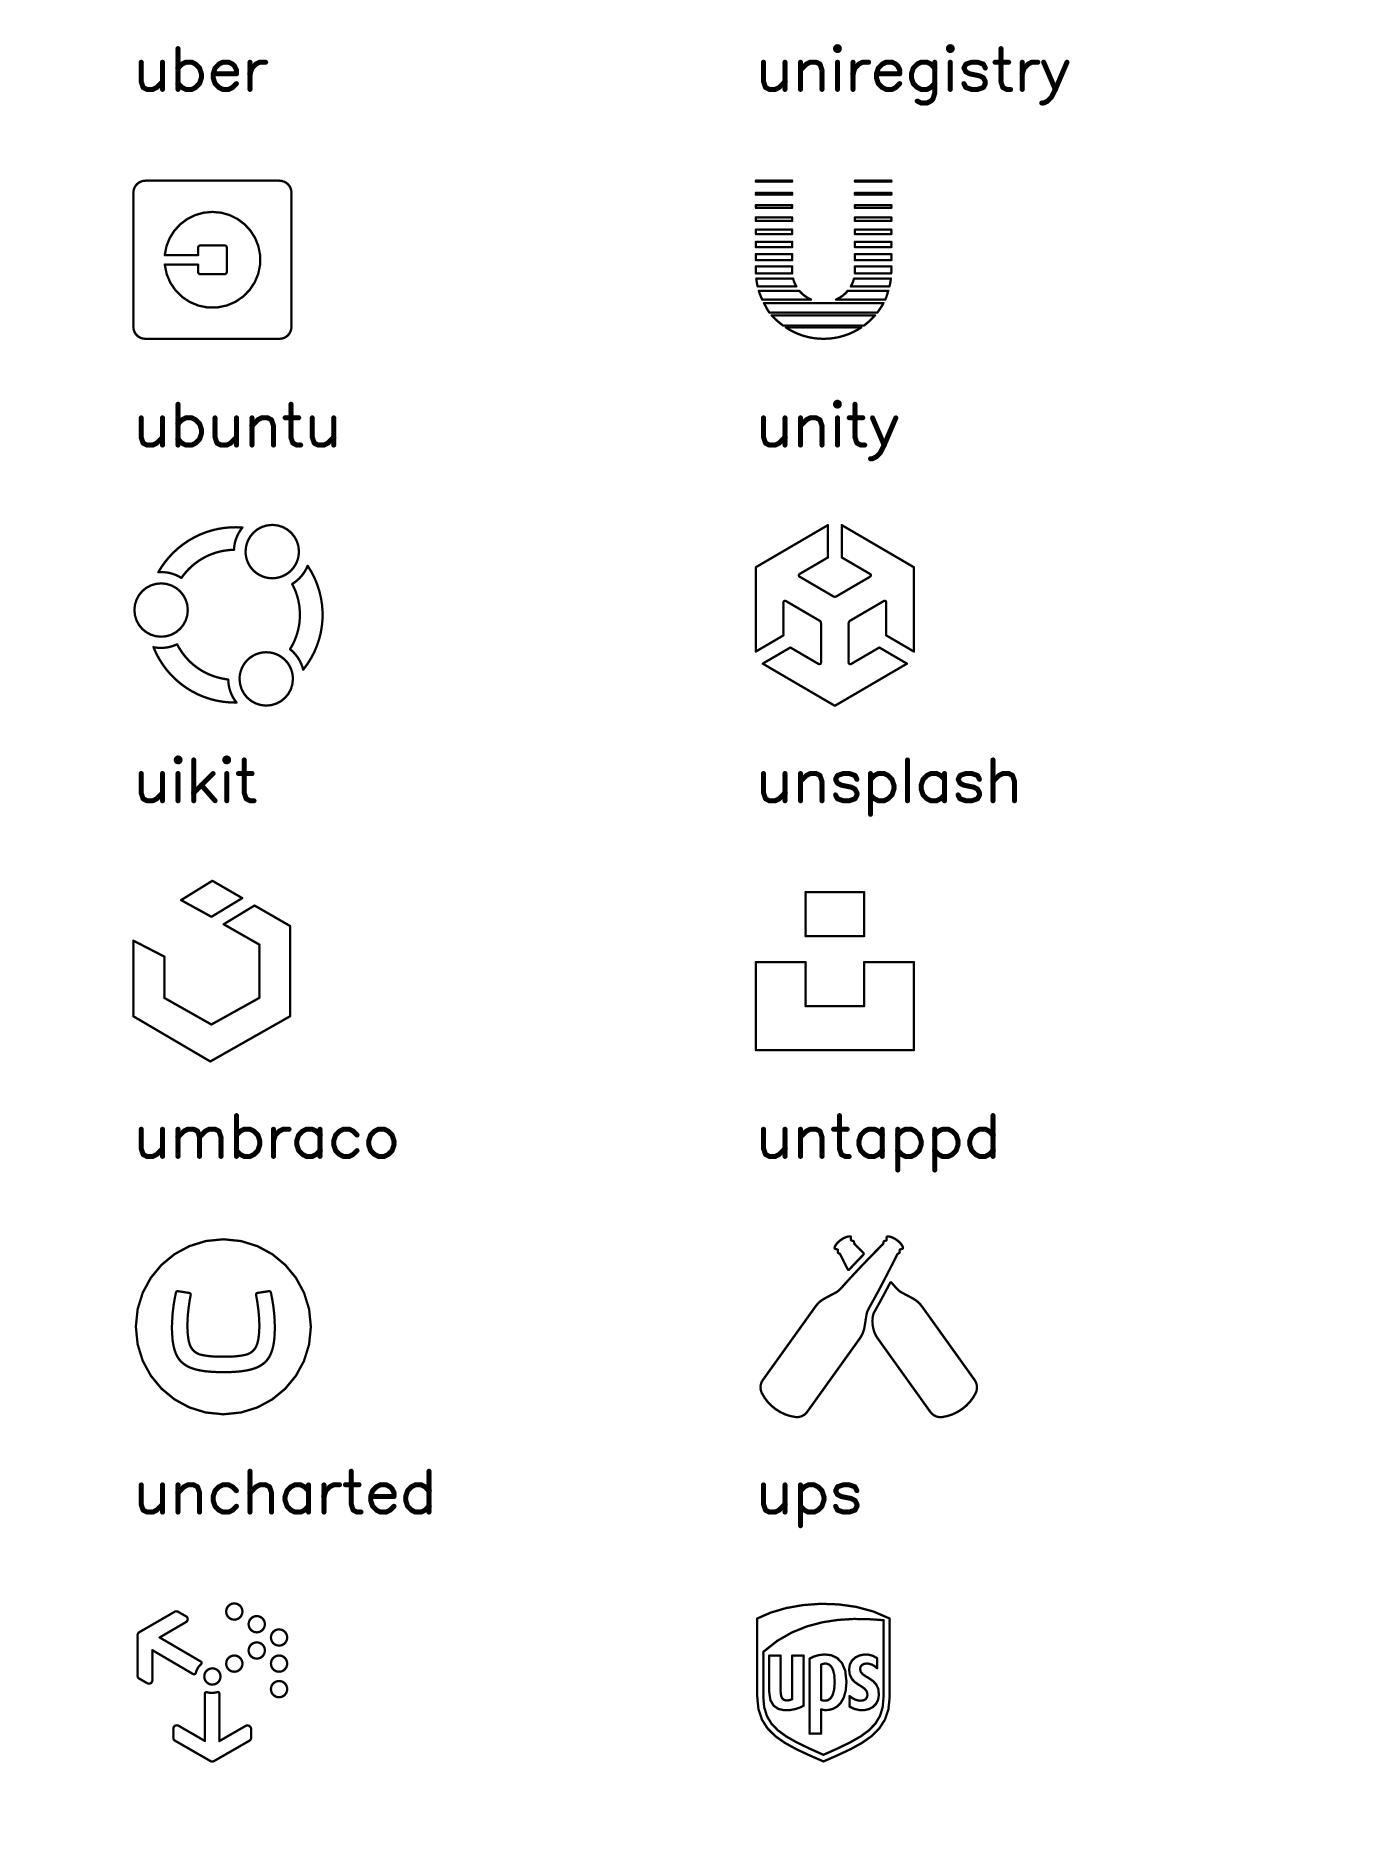 uber
uniregistry
ubuntu
unity
uikit
unsplash
umbraco
untappd
uncharted
ups
ups